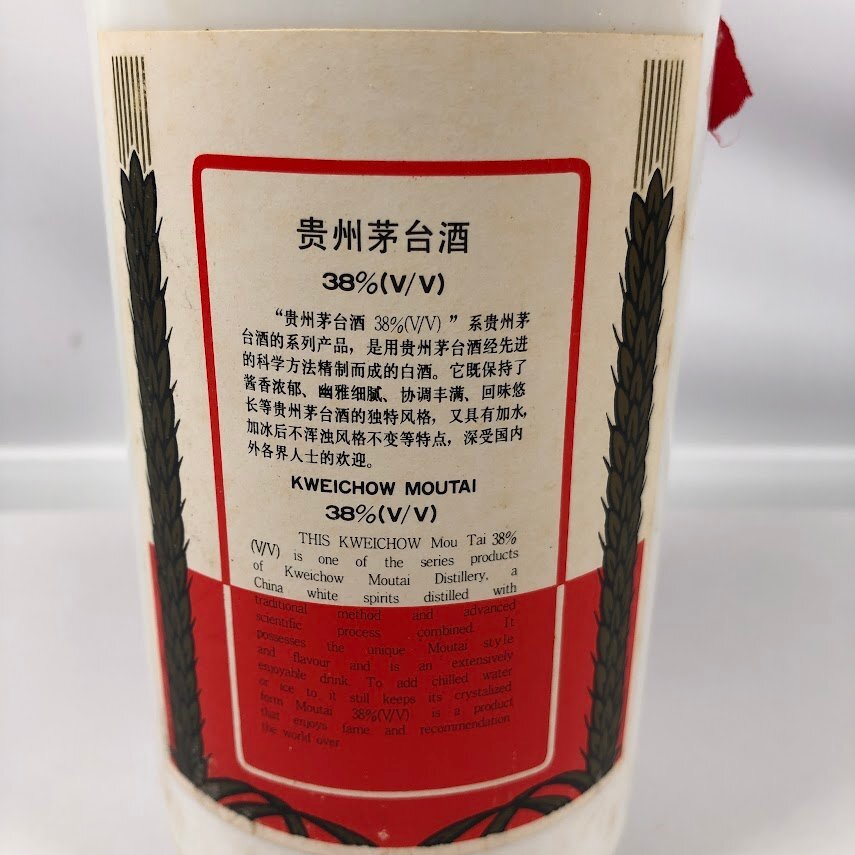 贵州茅台酒
38%(V/V)
“贵州茅台酒 38%(V/V)”系贵州茅
台酒的系列产品，是用贵州茅台酒经先进
的科学方法精制而成的白酒。它既保持了
酱香浓郁、幽雅细腻、协调丰满、回味悠
长等贵州茅台酒的独特风格，又具有加水，
加冰后不浑浊风格不变等特点，深受国内
外各界人士的欢迎。
KWEICHOW MOUTAI
38%(V/V)
THIS KWEICHOW Mou Tai 38%
(V/V) is one of the series products
of Kweichow Moutai Distillery, a
China white spirits distilled with
traditional method and advanced
scientific process combined. It
possesses the unique Moutai style
and flavour and is an extensively
enjoyable drink. To add chilled water
or ice to it still keeps its crystalized
form Moutai 38%(V/V) is a product
that enjoys fame and recommendation
the world over